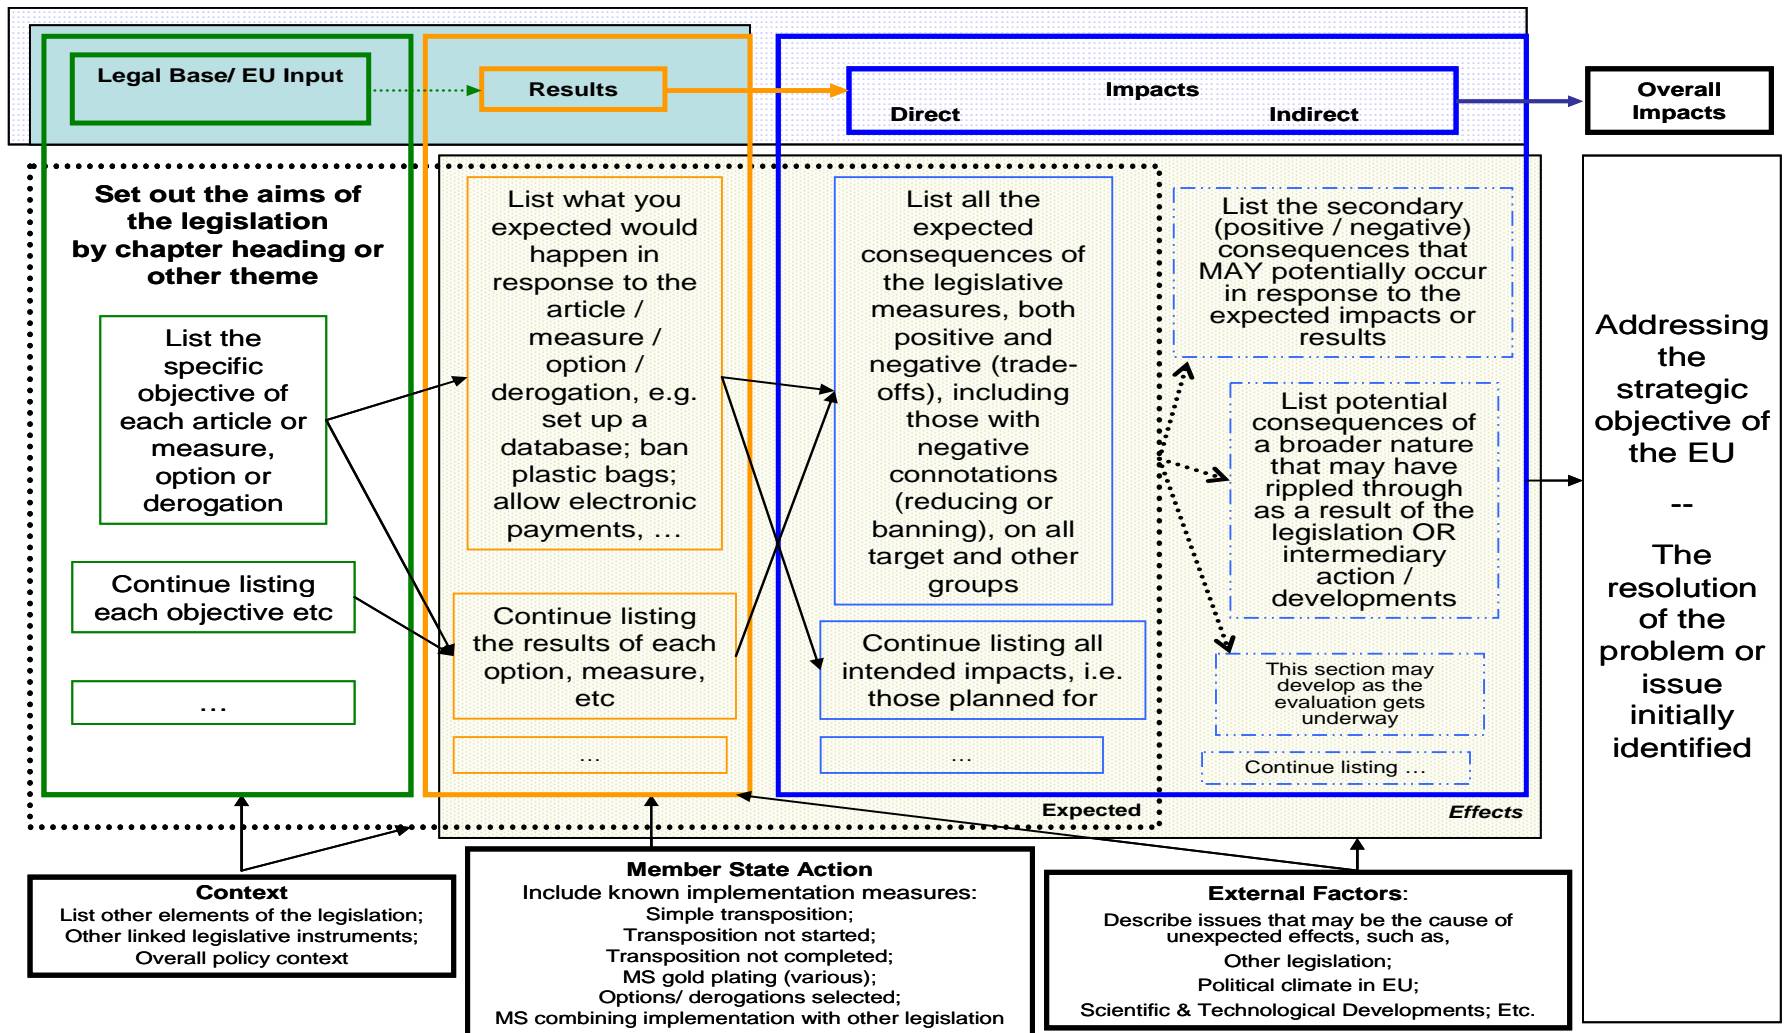 Legal Base/ EU Input
Results
Impacts
Direct
Indirect
Overall
Impacts
Set out the aims of
the legislation
by chapter heading or
other theme
List the
specific
objective of
each article or
measure,
option or
derogation
Continue listing
each objective etc
...
List what you
expected would
happen in
response to the
article /
measure /
option /
derogation, e.g.
set up a
database; ban
plastic bags;
allow electronic
payments, …
Continue listing
the results of each
option, measure,
etc
...
List all the
expected
consequences of
the legislative
measures, both
positive and
negative (trade-
offs), including
those with
negative
connotations
(reducing or
banning), on all
target and other
groups
Continue listing all
intended impacts, i.e.
those planned for
...
List the secondary
(positive / negative)
consequences that
MAY potentially occur
in response to the
expected impacts or
results
List potential
consequences of
a broader nature
that may have
rippled through
as a result of the
legislation OR
intermediary
action /
developments
This section may
develop as the
evaluation gets
underway
Continue listing …
Expected
Effects
Addressing
the
strategic
objective of
the EU
--
The
resolution
of the
problem or
issue
initially
identified
Context
List other elements of the legislation;
Other linked legislative instruments;
Overall policy context
Member State Action
Include known implementation measures:
Simple transposition;
Transposition not started;
Transposition not completed;
MS gold plating (various);
Options/ derogations selected;
MS combining implementation with other legislation
External Factors:
Describe issues that may be the cause of
unexpected effects, such as,
Other legislation;
Political climate in EU;
Scientific & Technological Developments; Etc.